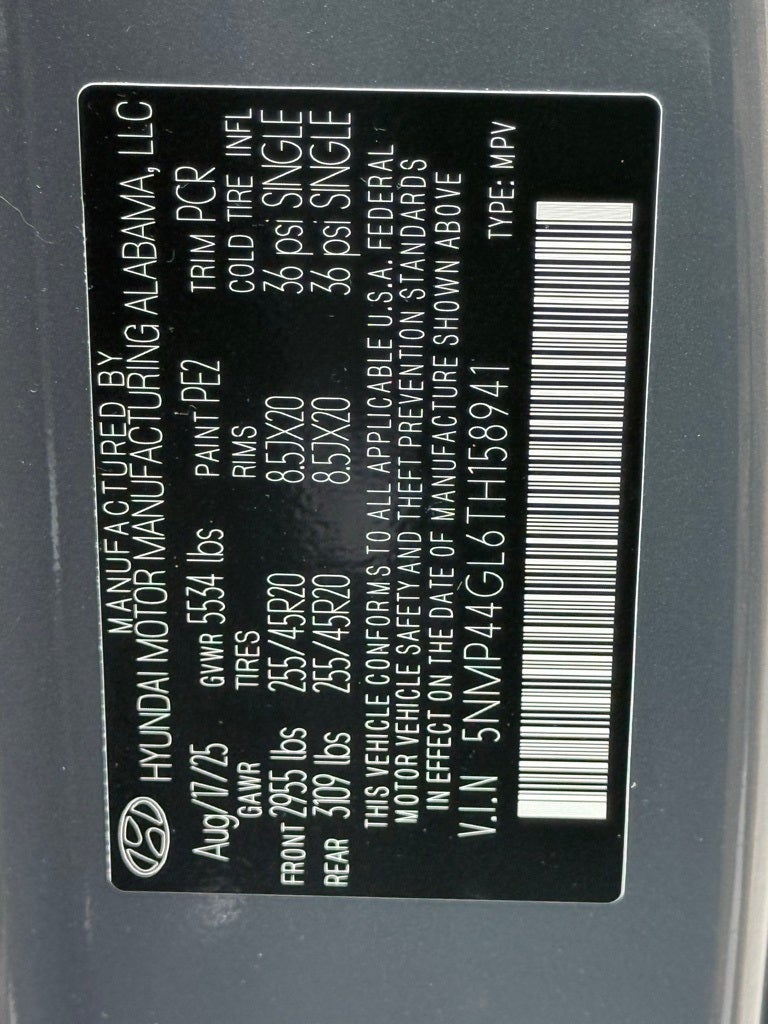 MANUFACTURED BY
HYUNDAI MOTOR MANUFACTURING ALABAMA, LLC
Aug/17/25 GVWR 5534 lbs PAINT PE2 TRIM PCR
GAWR TIRES RIMS COLD TIRE INFL
FRONT 2955 lbs 255/45R20 8.5JX20 36 psi SINGLE
REAR 3109 lbs 255/45R20 8.5JX20 36 psi SINGLE
THIS VEHICLE CONFORMS TO ALL APPLICABLE U.S.A. FEDERAL
MOTOR VEHICLE SAFETY AND THEFT PREVENTION STANDARDS
IN EFFECT ON THE DATE OF MANUFACTURE SHOWN ABOVE
V.I.N 5NMP44GL6TH158941 TYPE: MPV